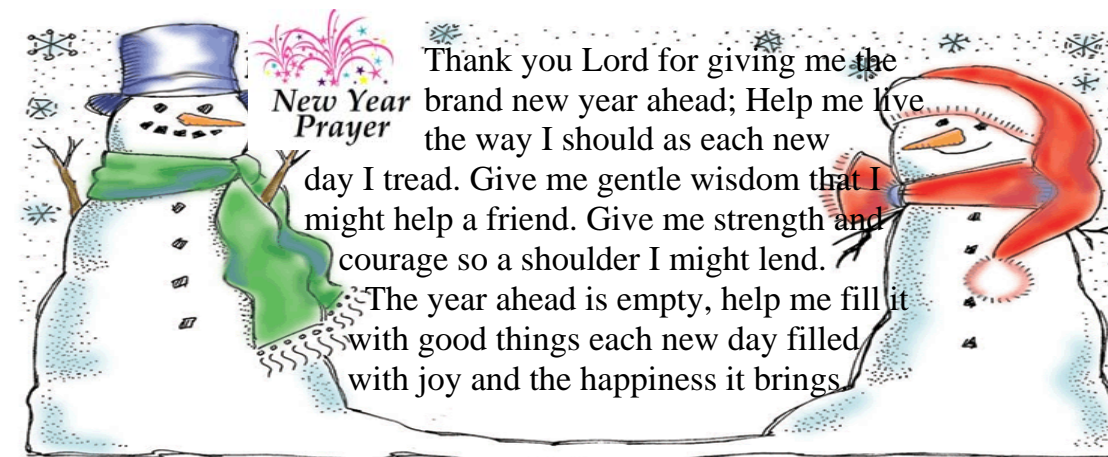 New Year
Prayer
Thank you Lord for giving me the
brand new year ahead; Help me live
the way I should as each new
day I tread. Give me gentle wisdom that I
might help a friend. Give me strength and
courage so a shoulder I might lend.
The year ahead is empty, help me fill it
with good things each new day filled
with joy and the happiness it brings.